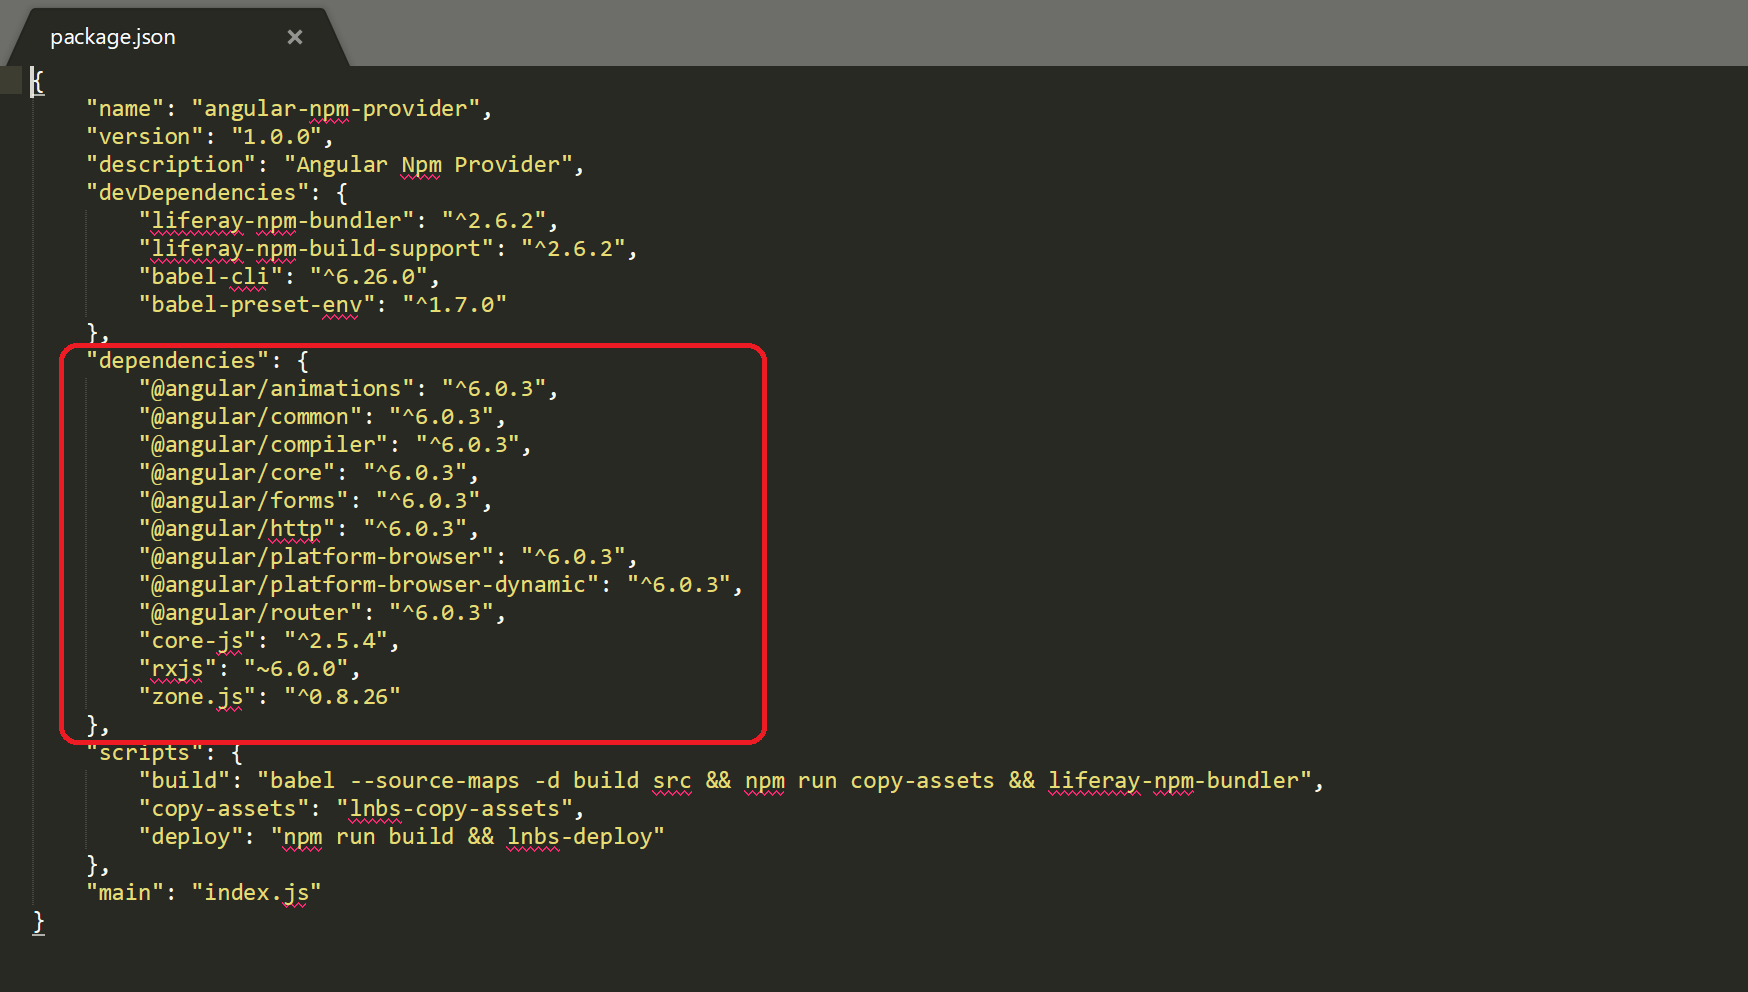 package.json ×
{
"name": "angular-npm-provider",
"version": "1.0.0",
"description": "Angular Npm Provider",
"devDependencies": {
"liferay-npm-bundler": "^2.6.2",
"liferay-npm-build-support": "^2.6.2",
"babel-cli": "^6.26.0",
"babel-preset-env": "^1.7.0"
},
"dependencies": {
"@angular/animations": "^6.0.3",
"@angular/common": "^6.0.3",
"@angular/compiler": "^6.0.3",
"@angular/core": "^6.0.3",
"@angular/forms": "^6.0.3",
"@angular/http": "^6.0.3",
"@angular/platform-browser": "^6.0.3",
"@angular/platform-browser-dynamic": "^6.0.3",
"@angular/router": "^6.0.3",
"core-js": "^2.5.4",
"rxjs": "~6.0.0",
"zone.js": "^0.8.26"
},
"scripts": {
"build": "babel --source-maps -d build src && npm run copy-assets && liferay-npm-bundler",
"copy-assets": "lnbs-copy-assets",
"deploy": "npm run build && lnbs-deploy"
},
"main": "index.js"
}